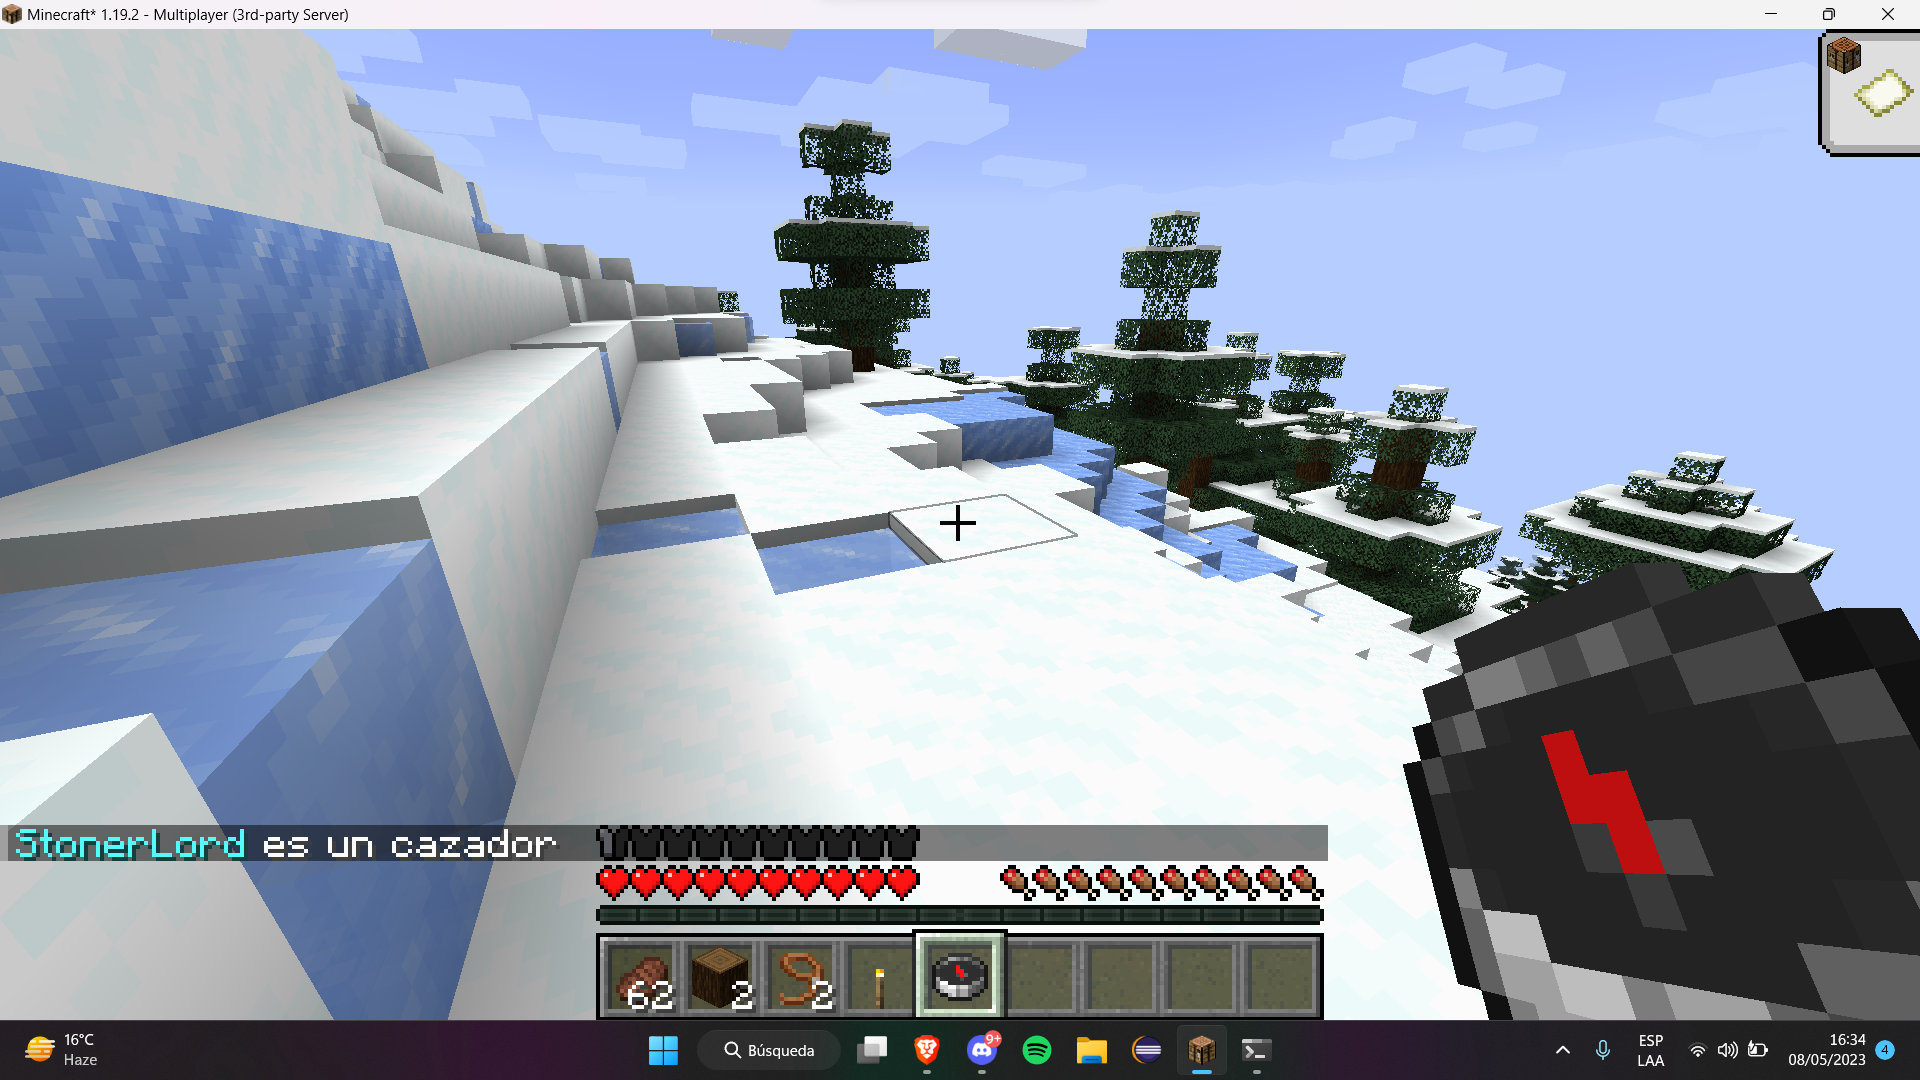 Minecraft* 1.19.2 - Multiplayer (3rd-party Server)
StonerLord es un cazador
62
2
2
16°C
Haze
Búsqueda
9+
ESP
LAA
16:34
08/05/2023
4